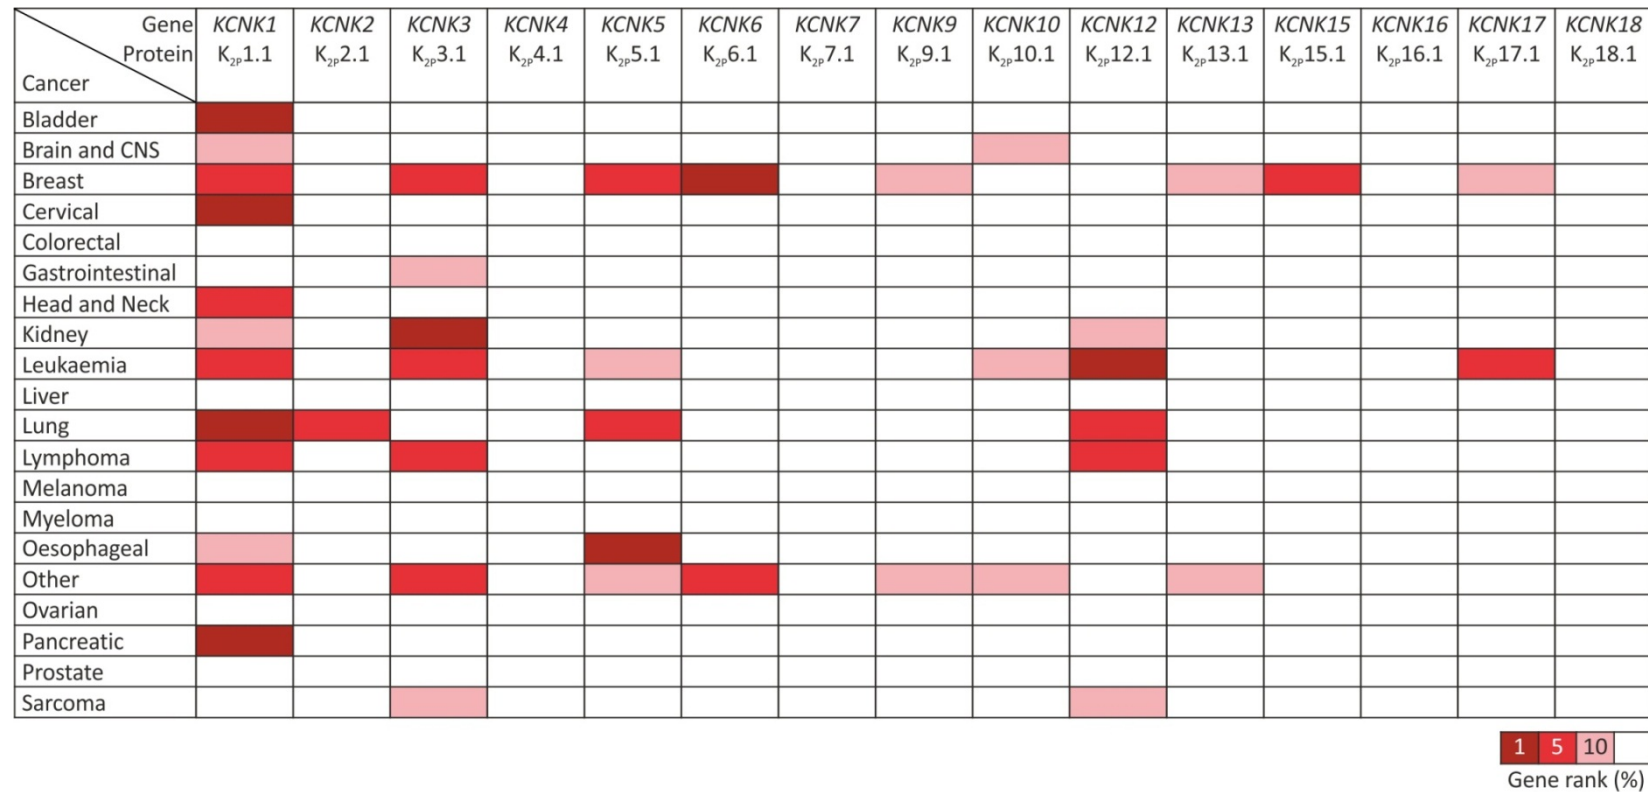 Gene KCNK1 KCNK2 KCNK3 KCNK4 KCNK5 KCNK6 KCNK7 KCNK9 KCNK10 KCNK12 KCNK13 KCNK15 KCNK16 KCNK17 KCNK18
Protein K2P1.1 K2P2.1 K2P3.1 K2P4.1 K2P5.1 K2P6.1 K2P7.1 K2P9.1 K2P10.1 K2P12.1 K2P13.1 K2P15.1 K2P16.1 K2P17.1 K2P18.1
Cancer
Bladder
Brain and CNS
Breast
Cervical
Colorectal
Gastrointestinal
Head and Neck
Kidney
Leukaemia
Liver
Lung
Lymphoma
Melanoma
Myeloma
Oesophageal
Other
Ovarian
Pancreatic
Prostate
Sarcoma
1 5 10
Gene rank (%)